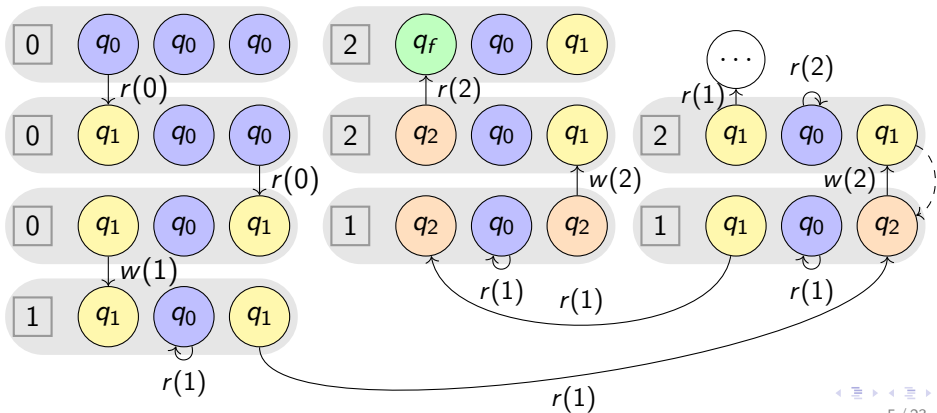 0 q0 q0 q0
r(0)
0 q1 q0 q0
r(0)
0 q1 q0 q1
w(1)
1 q1 q0 q1
r(1)
r(1)
2 qf q0 q1
r(2)
2 q2 q0 q1
w(2)
1 q2 q0 q2
r(1)
r(1)
...
r(1)
r(2)
2 q1 q0 q1
w(2)
1 q1 q0 q2
r(1)